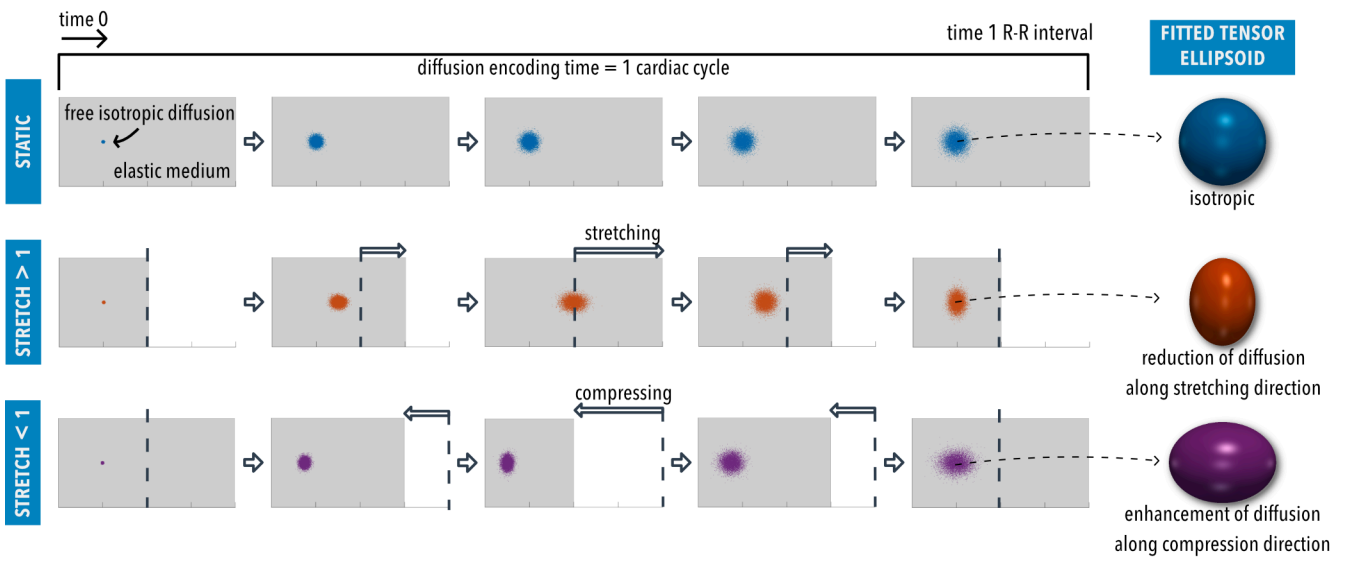 time 0
time 1 R-R interval
FITTED TENSOR
ELLIPSOID
diffusion encoding time = 1 cardiac cycle
STATIC
free isotropic diffusion
elastic medium
isotropic
STRETCH > 1
stretching
reduction of diffusion
along stretching direction
STRETCH < 1
compressing
enhancement of diffusion
along compression direction